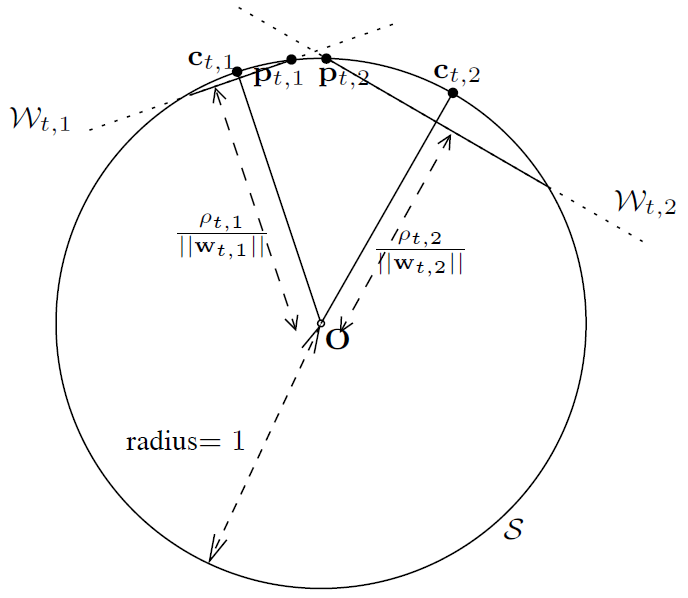 c_{t,1}
p_{t,1}
p_{t,2}
c_{t,2}
𝒲_{t,1}
𝒲_{t,2}
ρ_{t,1}
||w_{t,1}||
ρ_{t,2}
||w_{t,2}||
O
radius= 1
𝒮